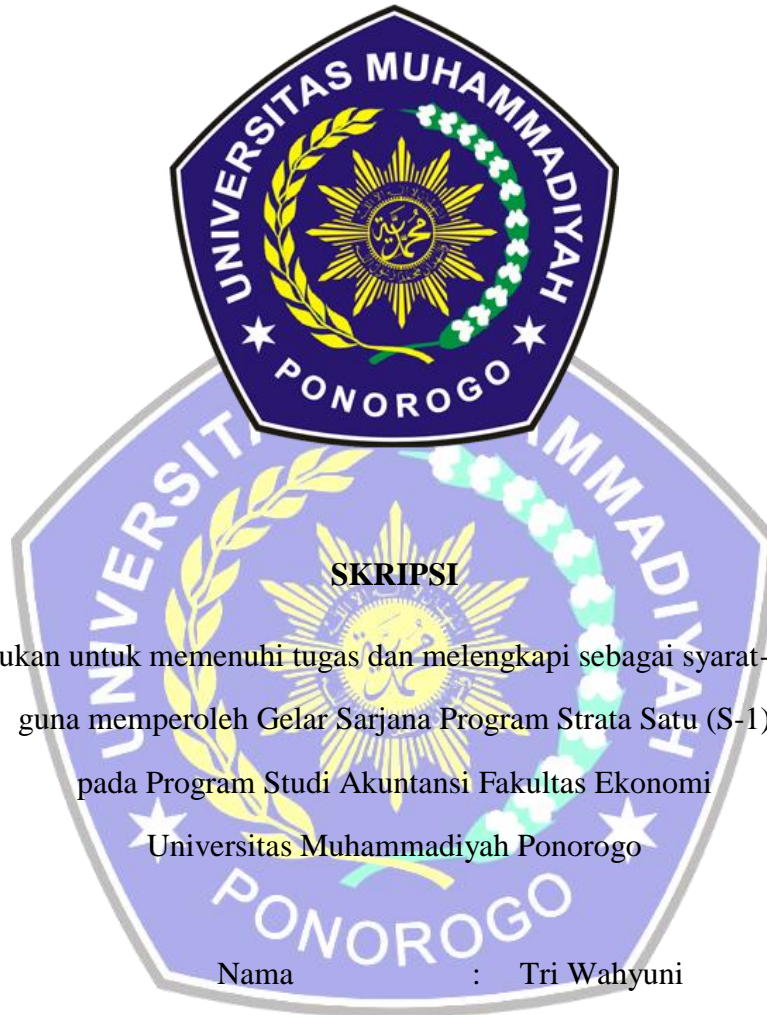 UNIVERSITAS MUHAMMADIYAH
PONOROGO
SKRIPSI
ukan untuk memenuhi tugas dan melengkapi sebagai syarat-
guna memperoleh Gelar Sarjana Program Strata Satu (S-1)
pada Program Studi Akuntansi Fakultas Ekonomi
Universitas Muhammadiyah Ponorogo
PONOROGO
Nama : Tri Wahyuni